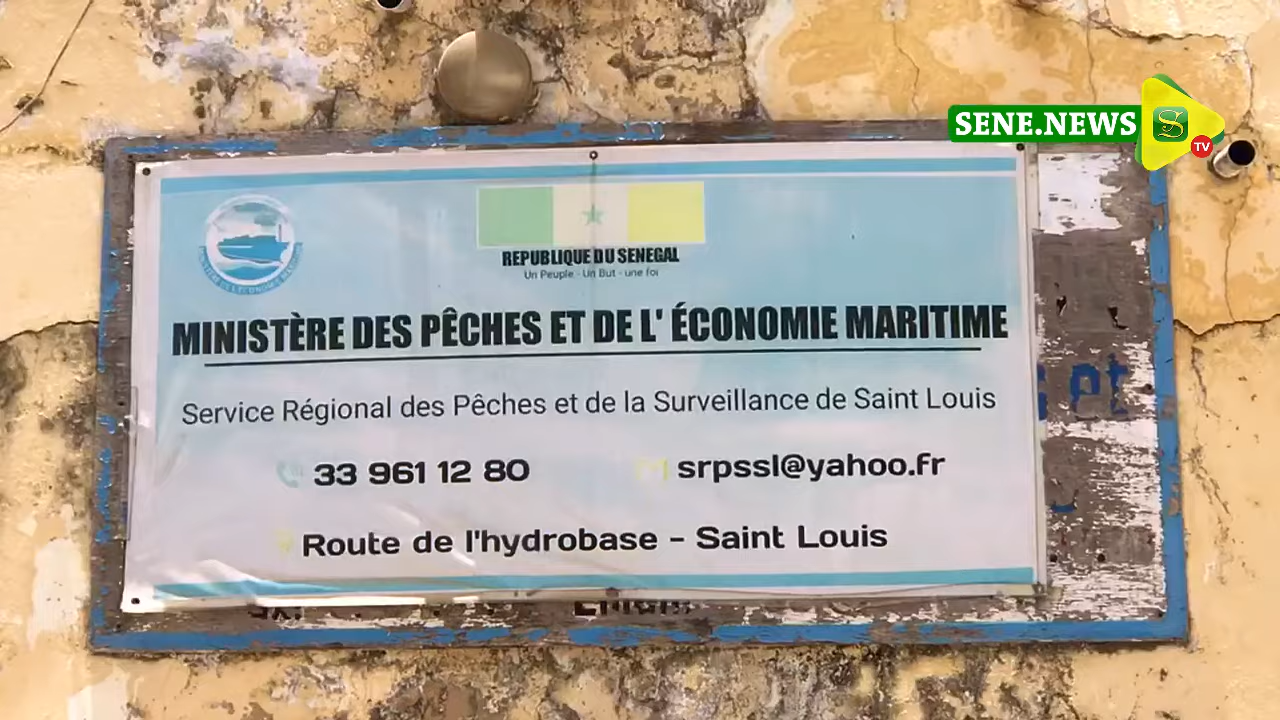 SENE.NEWS
S
TV
REPUBLIQUE DU SENEGAL
Un Peuple - Un But - une foi
MINISTÈRE DES PÊCHES ET DE L' ÉCONOMIE MARITIME
Service Régional des Pêches et de la Surveillance de Saint Louis
et
33 961 12 80
srpssl@yahoo.fr
Route de l'hydrobase - Saint Louis